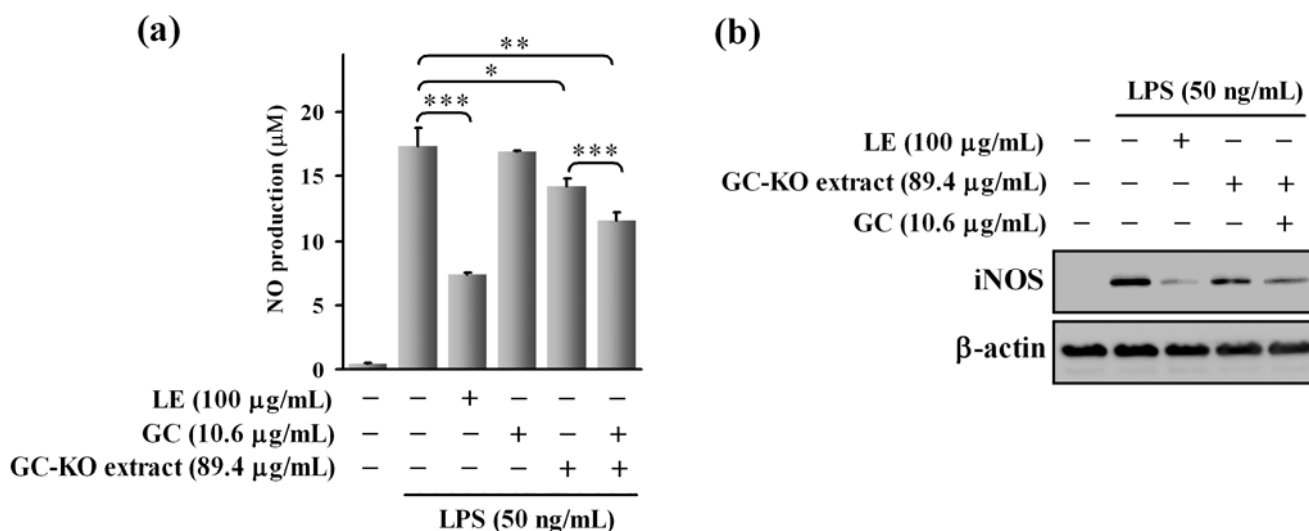 (a)
**
*
***
***
NO production (µM)
20
15
10
5
0
LE (100 µg/mL) − − + − − −
GC (10.6 µg/mL) − − − + − +
GC-KO extract (89.4 µg/mL) − − − − + +
LPS (50 ng/mL)
(b)
LPS (50 ng/mL)
LE (100 µg/mL) − − + − −
GC-KO extract (89.4 µg/mL) − − − + +
GC (10.6 µg/mL) − − − − +
iNOS
β-actin